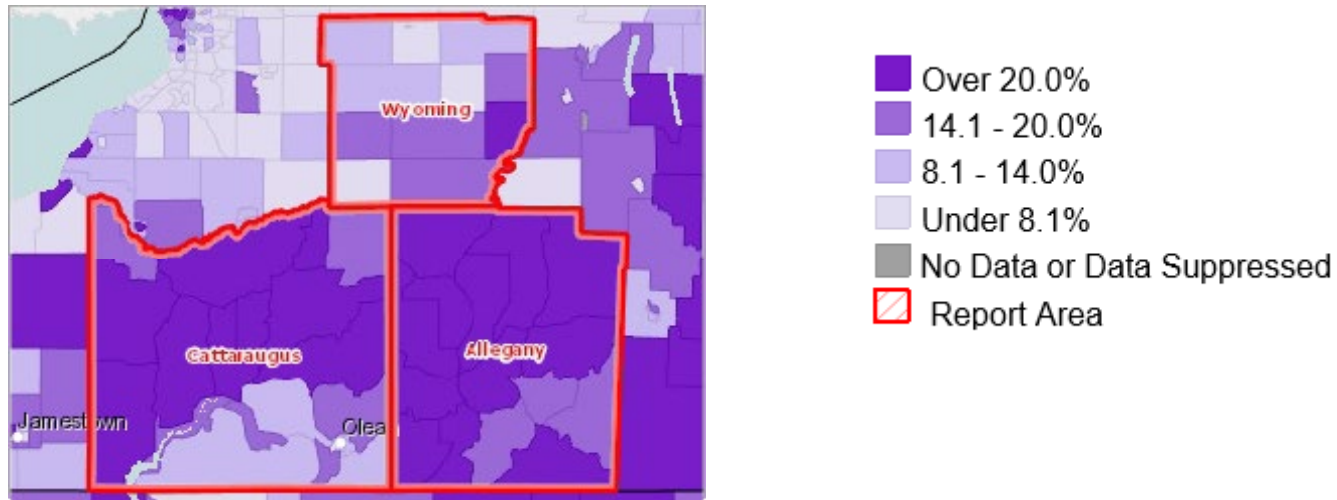 Wyoming
Cattaraugus
Allegany
Jamestown
Olea
Over 20.0%
14.1 - 20.0%
8.1 - 14.0%
Under 8.1%
No Data or Data Suppressed
Report Area